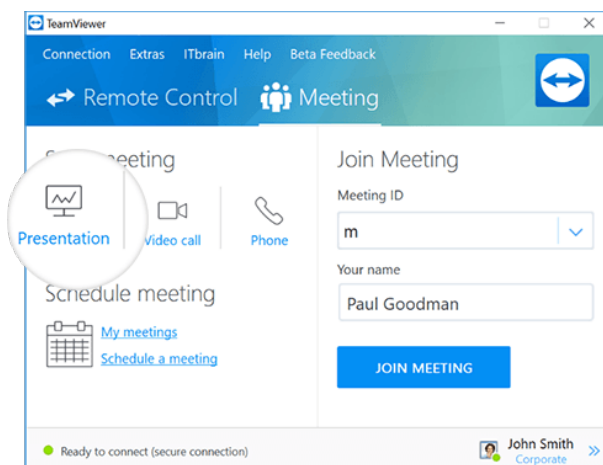 TeamViewer
Connection Extras ITbrain Help Beta Feedback
Remote Control Meeting
meeting
Presentation
Video call
Phone
Schedule meeting
My meetings
Schedule a meeting
Join Meeting
Meeting ID
m
Your name
Paul Goodman
JOIN MEETING
Ready to connect (secure connection)
John Smith
Corporate